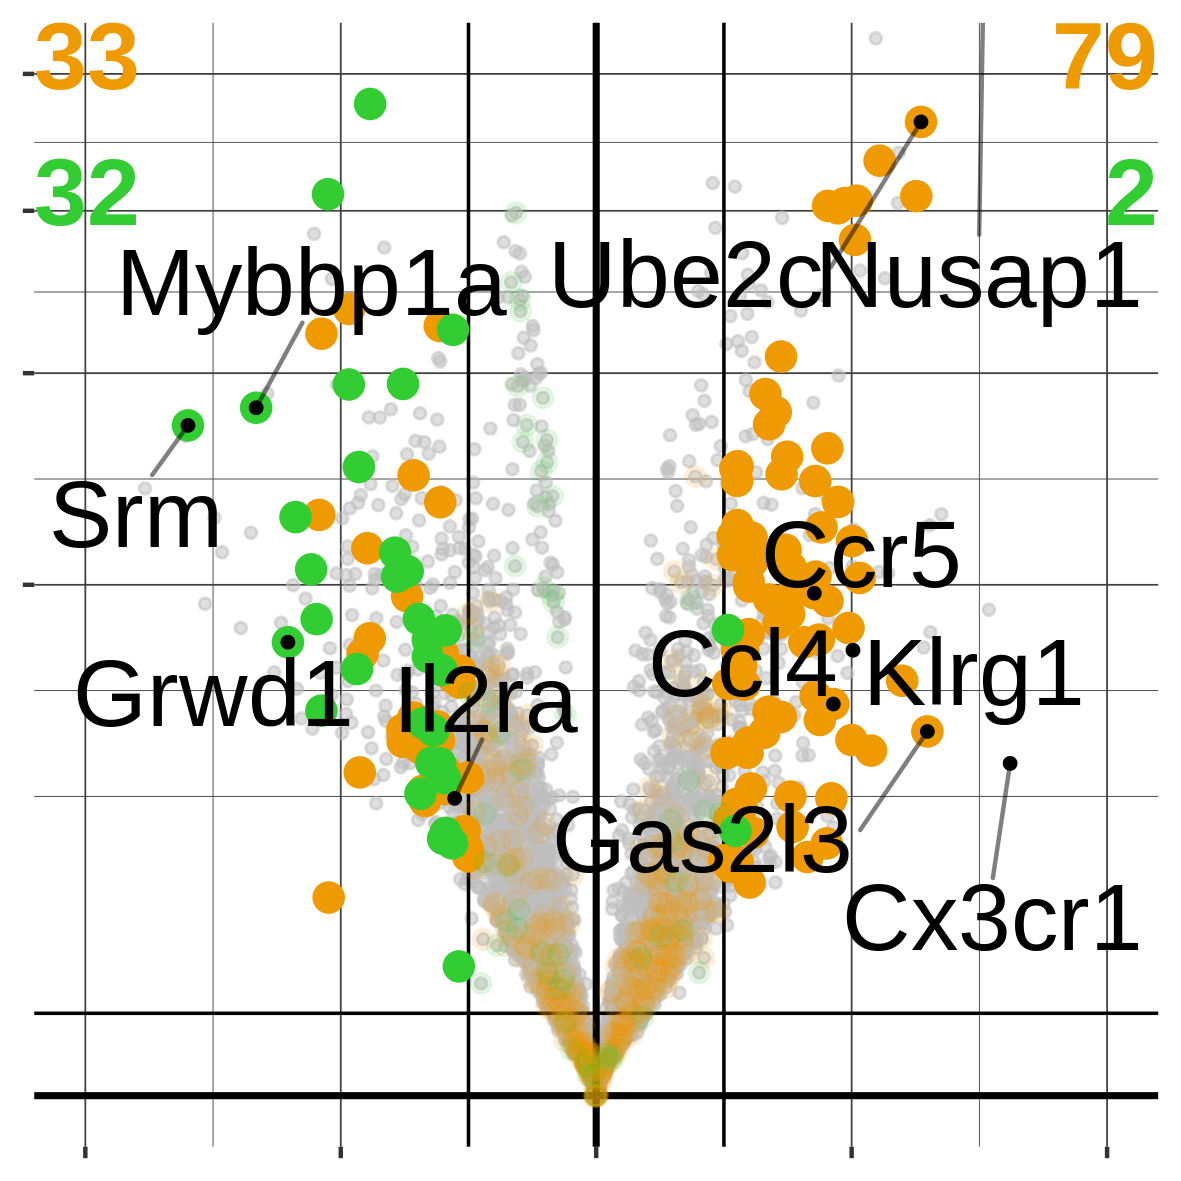 33 79
32 2
Mybbp1a Ube2c Nusap1
Srm Ccr5
Grwd1 Il2ra Ccl4 Klrg1
Gas2l3
Cx3cr1